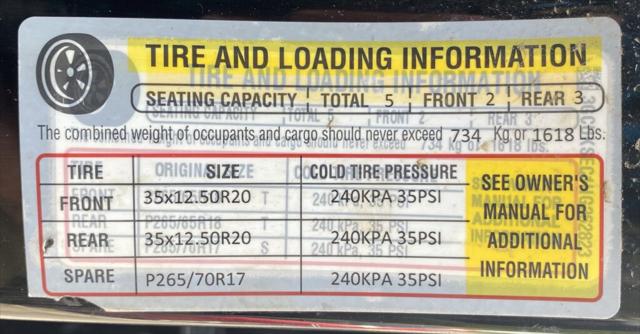 TIRE AND LOADING INFORMATION
SEATING CAPACITY | TOTAL 5 | FRONT 2 | REAR 3
The combined weight of occupants and cargo should never exceed 734 Kg or 1618 Lbs.
TIRE SIZE COLD TIRE PRESSURE SEE OWNER'S MANUAL FOR ADDITIONAL INFORMATION
FRONT 35x12.50R20 240KPA 35PSI
REAR 35x12.50R20 240KPA 35PSI
SPARE P265/70R17 240KPA 35PSI